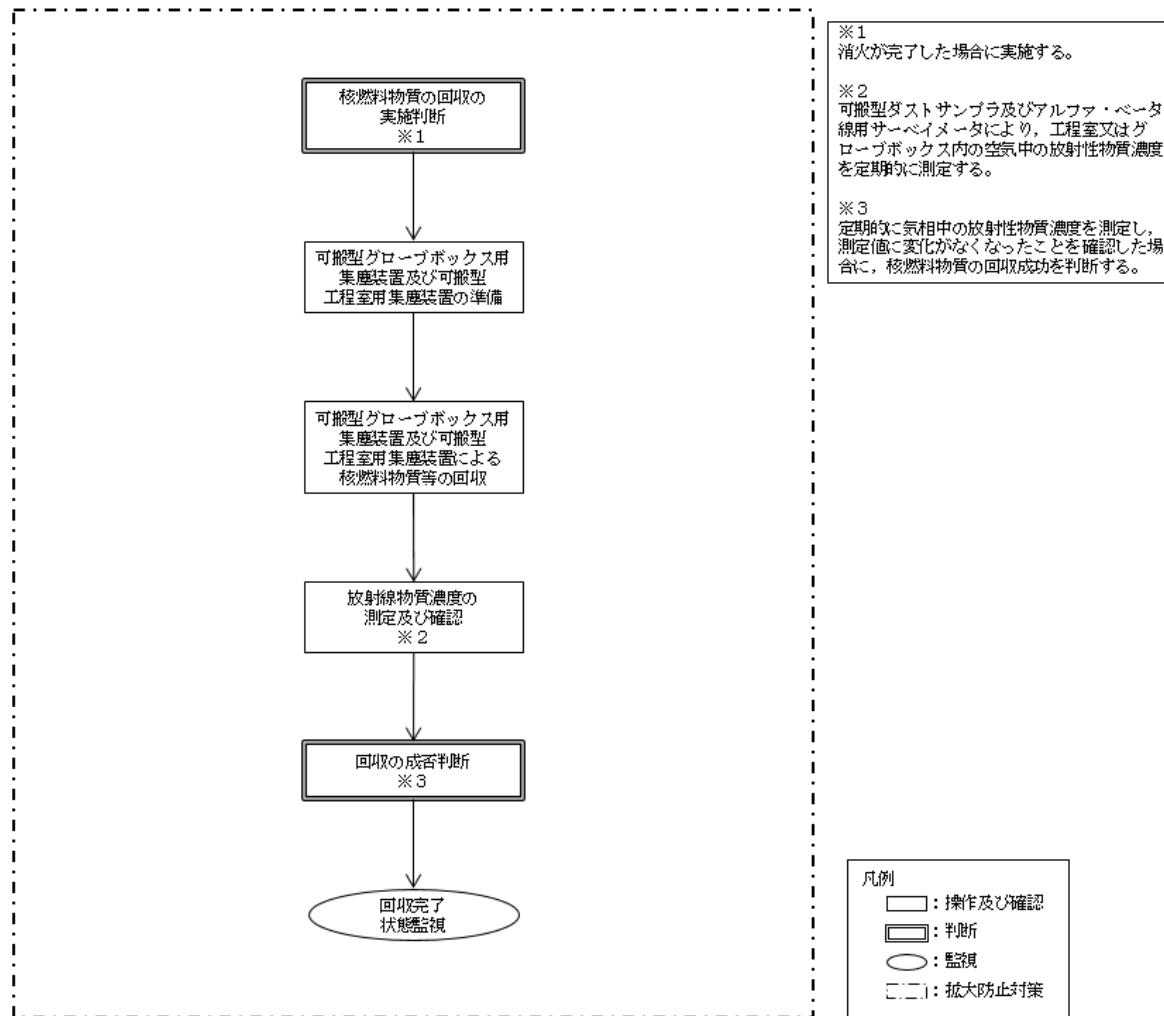 核燃料物質の回収の
実施判断
※１
可搬型グローブボックス用
集塵装置及び可搬型
工程室用集塵装置の準備
可搬型グローブボックス用
集塵装置及び可搬型
工程室用集塵装置による
核燃料物質等の回収
放射線物質濃度の
測定及び確認
※２
回収の成否判断
※３
回収完了
状態監視
※１
消火が完了した場合に実施する。
※２
可搬型ダストサンプラ及びアルファ・ベータ
線用サーベイメータにより，工程室又はグ
ローブボックス内の空気中の放射性物質濃度
を定期的に測定する。
※３
定期的に気相中の放射性物質濃度を測定し，
測定値に変化がなくなったことを確認した場
合に，核燃料物質の回収成功を判断する。
凡例
：操作及び確認
：判断
：監視
：拡大防止対策